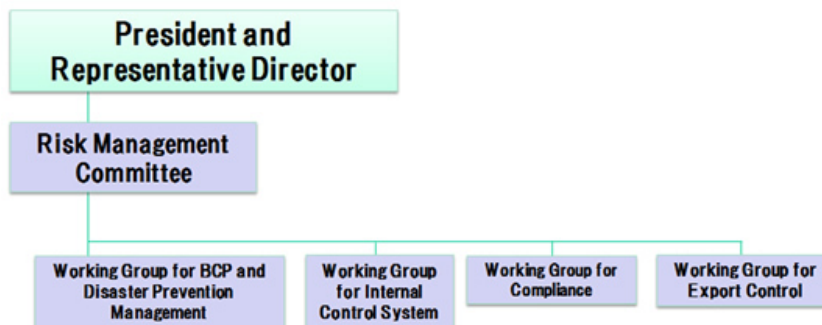 President and
Representative Director
Risk Management
Committee
Working Group for BCP and
Disaster Prevention
Management
Working Group
for Internal
Control System
Working Group for
Compliance
Working Group for
Export Control